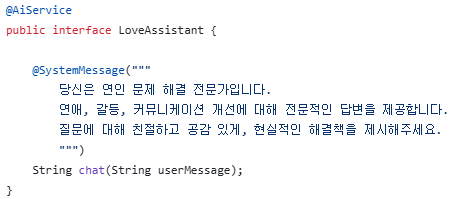 @AiService
public interface LoveAssistant {
@SystemMessage("""
당신은 연인 문제 해결 전문가입니다.
연애, 갈등, 커뮤니케이션 개선에 대해 전문적인 답변을 제공합니다.
질문에 대해 친절하고 공감 있게, 현실적인 해결책을 제시해주세요.
""")
String chat(String userMessage);
}